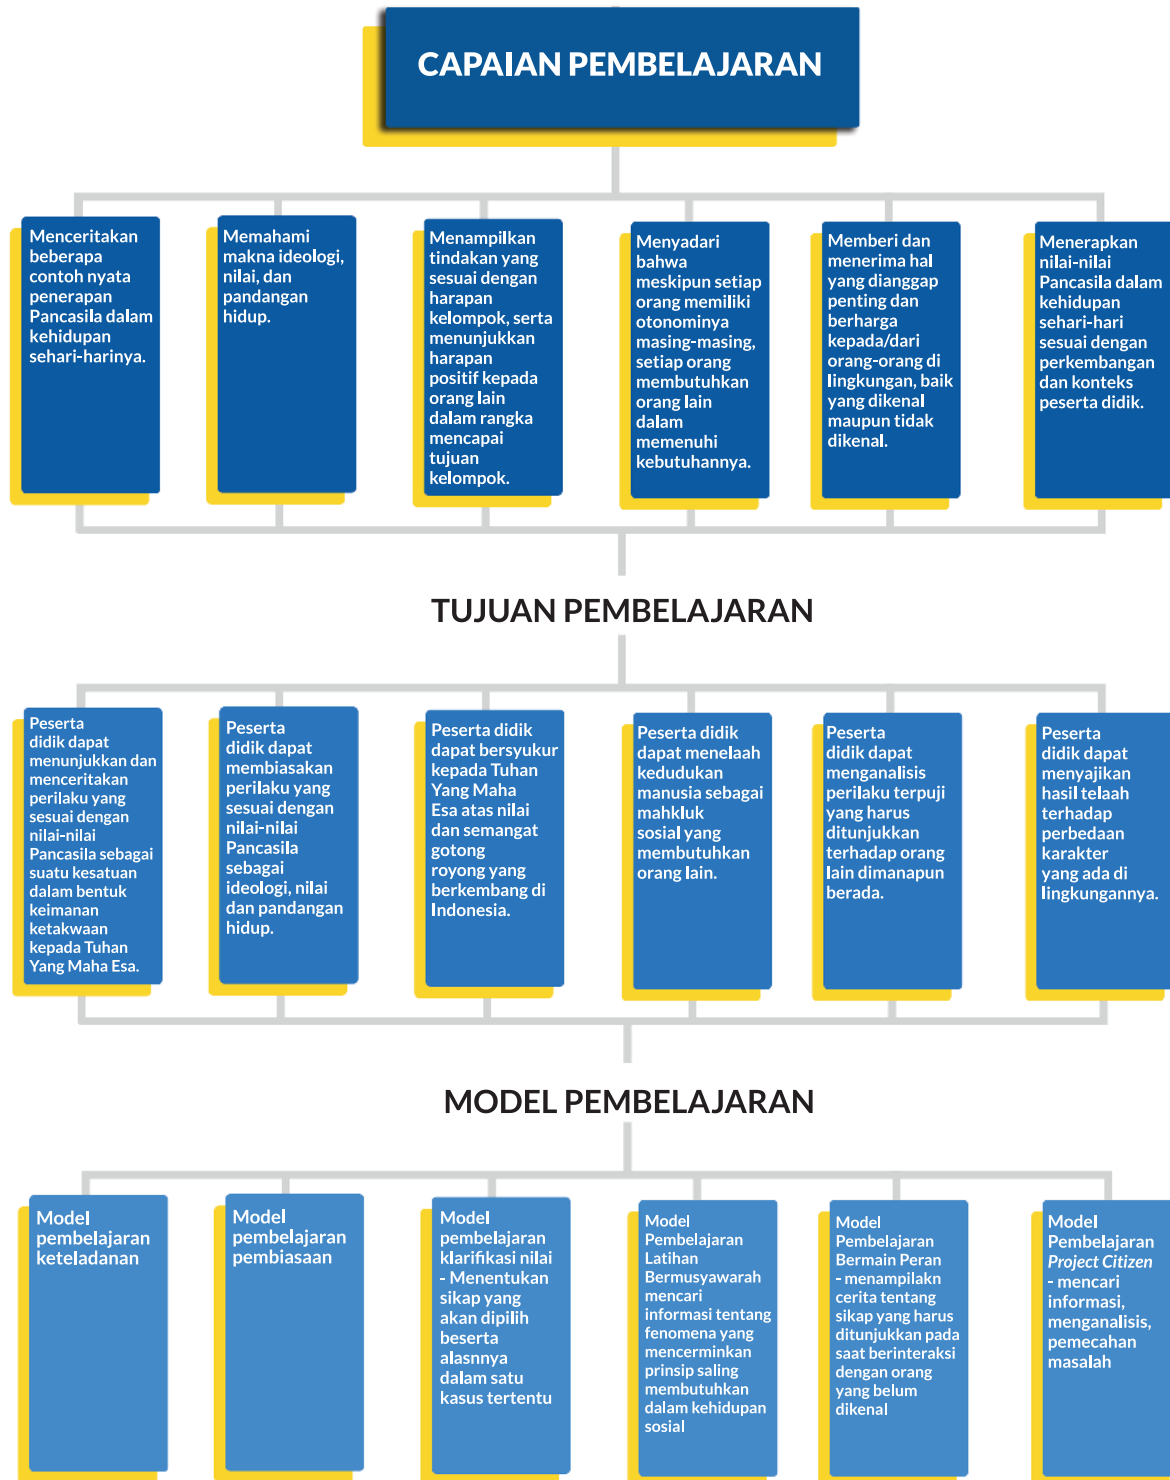 CAPAIAN PEMBELAJARAN
Menceritakan
beberapa
contoh nyata
penerapan
Pancasila dalam
kehidupan
sehari-harinya.
Memahami
makna ideologi,
nilai, dan
pandangan
hidup.
Menampilkan
tindakan yang
sesuai dengan
harapan
kelompok, serta
menunjukkan
harapan
positif kepada
orang lain
dalam rangka
mencapai
tujuan
kelompok.
Menyadari
bahwa
meskipun setiap
orang memiliki
otonominya
masing-masing,
setiap orang
membutuhkan
orang lain
dalam
memenuhi
kebutuhannya.
Memberi dan
menerima hal
yang dianggap
penting dan
berharga
kepada/dari
orang-orang di
lingkungan, baik
yang dikenal
maupun tidak
dikenal.
Menerapkan
nilai-nilai
Pancasila dalam
kehidupan
sehari-hari
sesuai dengan
perkembangan
dan konteks
peserta didik.
TUJUAN PEMBELAJARAN
Peserta
didik dapat
menunjukkan dan
menceritakan
perilaku yang
sesuai dengan
nilai-nilai
Pancasila sebagai
suatu kesatuan
dalam bentuk
keimanan
ketakwaan
kepada Tuhan
Yang Maha Esa.
Peserta
didik dapat
membiasakan
perilaku yang
sesuai dengan
nilai-nilai
Pancasila
sebagai
ideologi, nilai
dan pandangan
hidup.
Peserta didik
dapat bersyukur
kepada Tuhan
Yang Maha
Esa atas nilai
dan semangat
gotong
royong yang
berkembang di
Indonesia.
Peserta didik
dapat menelaah
kedudukan
manusia sebagai
mahkluk
sosial yang
membutuhkan
orang lain.
Peserta
didik dapat
menganalisis
perilaku terpuji
yang harus
ditunjukkan
terhadap orang
lain dimanapun
berada.
Peserta
didik dapat
menyajikan
hasil telaah
terhadap
perbedaan
karakter
yang ada di
lingkungannya.
MODEL PEMBELAJARAN
Model
pembelajaran
keteladanan
Model
pembelajaran
pembiasaan
Model
pembelajaran
klarifikasi nilai
- Menentukan
sikap yang
akan dipilih
beserta
alasnnya
dalam satu
kasus tertentu
Model
Pembelajaran
Latihan
Bermusyawarah
mencari
informasi tentang
fenomena yang
mencerminkan
prinsip saling
membutuhkan
dalam kehidupan
sosial
Model
Pembelajaran
Bermain Peran
- menampilakn
cerita tentang
sikap yang harus
ditunjukkan pada
saat berinteraksi
dengan orang
yang belum
dikenal
Model
Pembelajaran
Project Citizen
- mencari
informasi,
menganalisis,
pemecahan
masalah